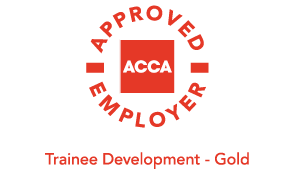 APPROVED
ACCA
EMPLOYER
Trainee Development - Gold